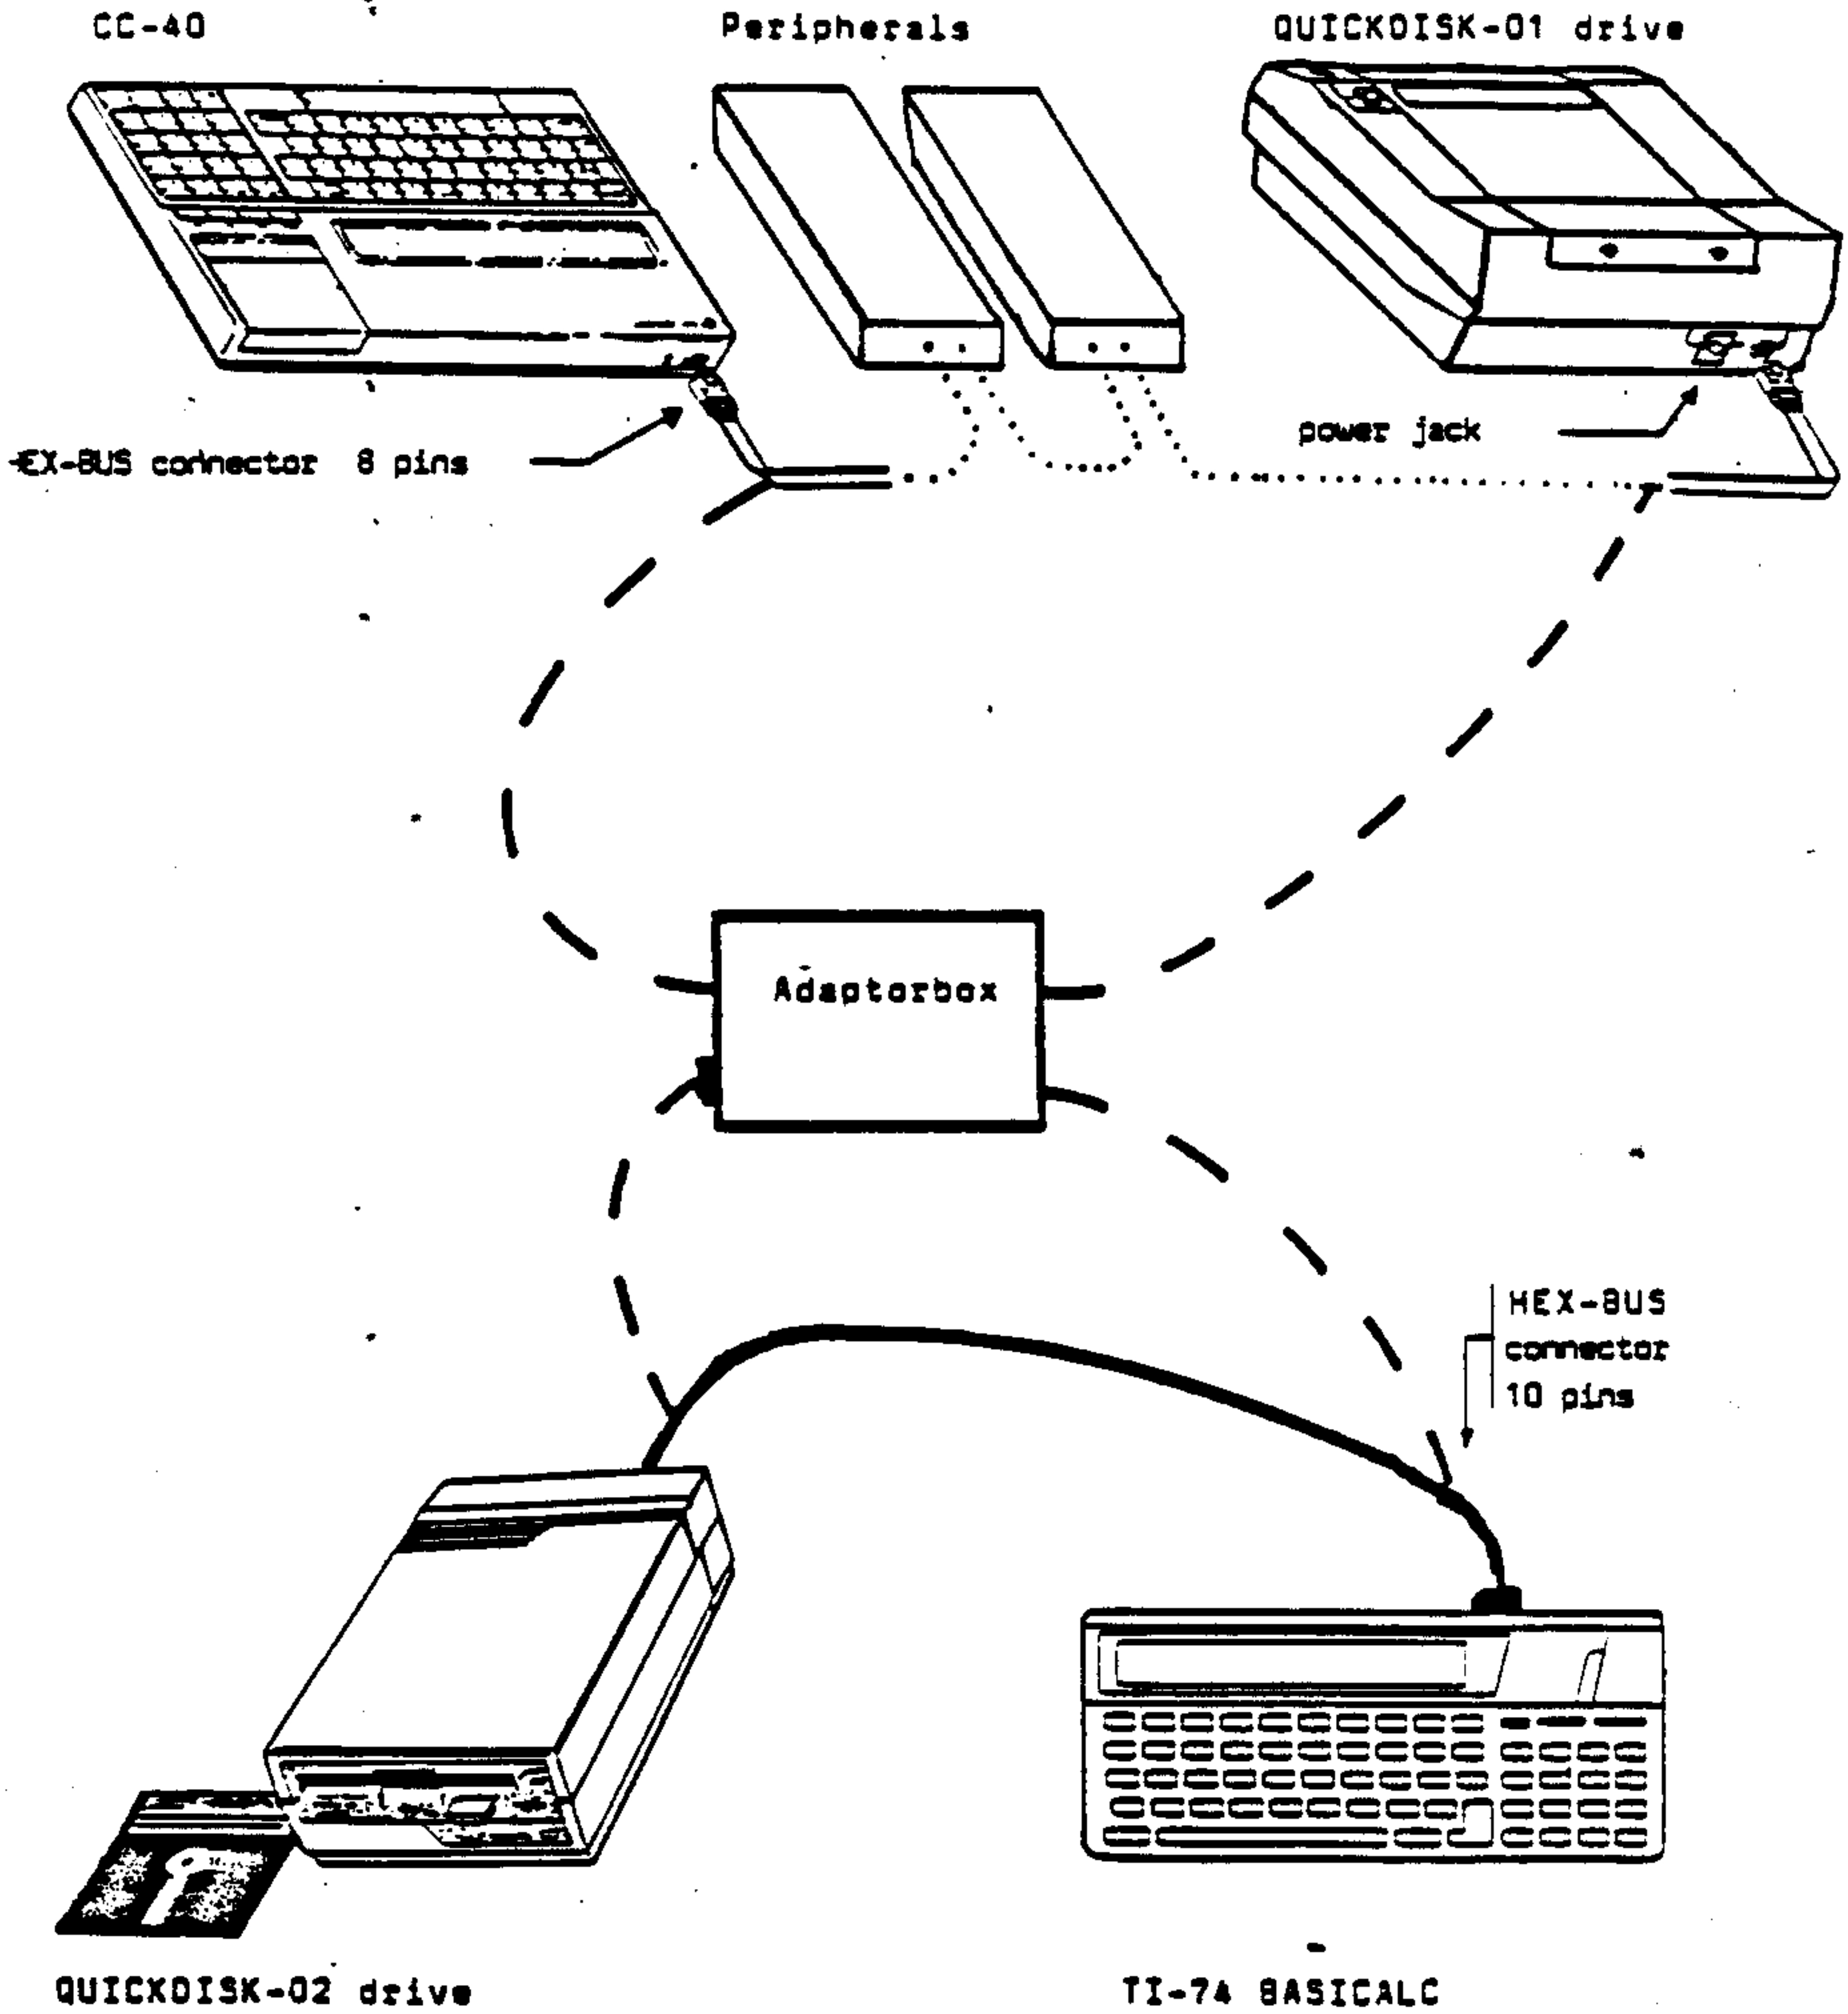 CC-40
Peripherals
QUICKDISK-01 drive
HEX-BUS connector 8 pins
power jack
Adaptorbox
HEX-BUS
connector
10 pins
QUICKDISK-02 drive
TI-74 BASICALC